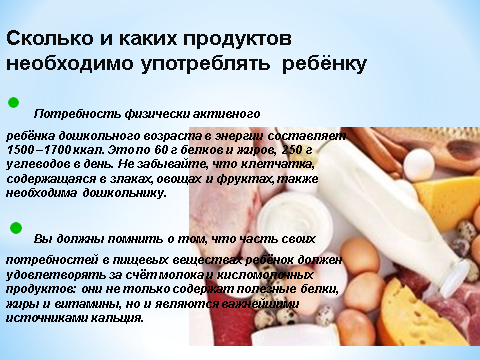 Сколько и каких продуктов
необходимо употреблять ребёнку
Потребность физически активного
ребёнка дошкольного возраста в энергии составляет
1500–1700 ккал. Это по 60 г белков и жиров, 250 г
углеводов в день. Не забывайте, что клетчатка,
содержащаяся в злаках, овощах и фруктах, также
необходима дошкольнику.
Вы должны помнить о том, что часть своих
потребностей в пищевых веществах ребёнок должен
удовлетворять за счёт молока и кисломолочных
продуктов: они не только содержат полезные белки,
жиры и витамины, но и являются важнейшими
источниками кальция.